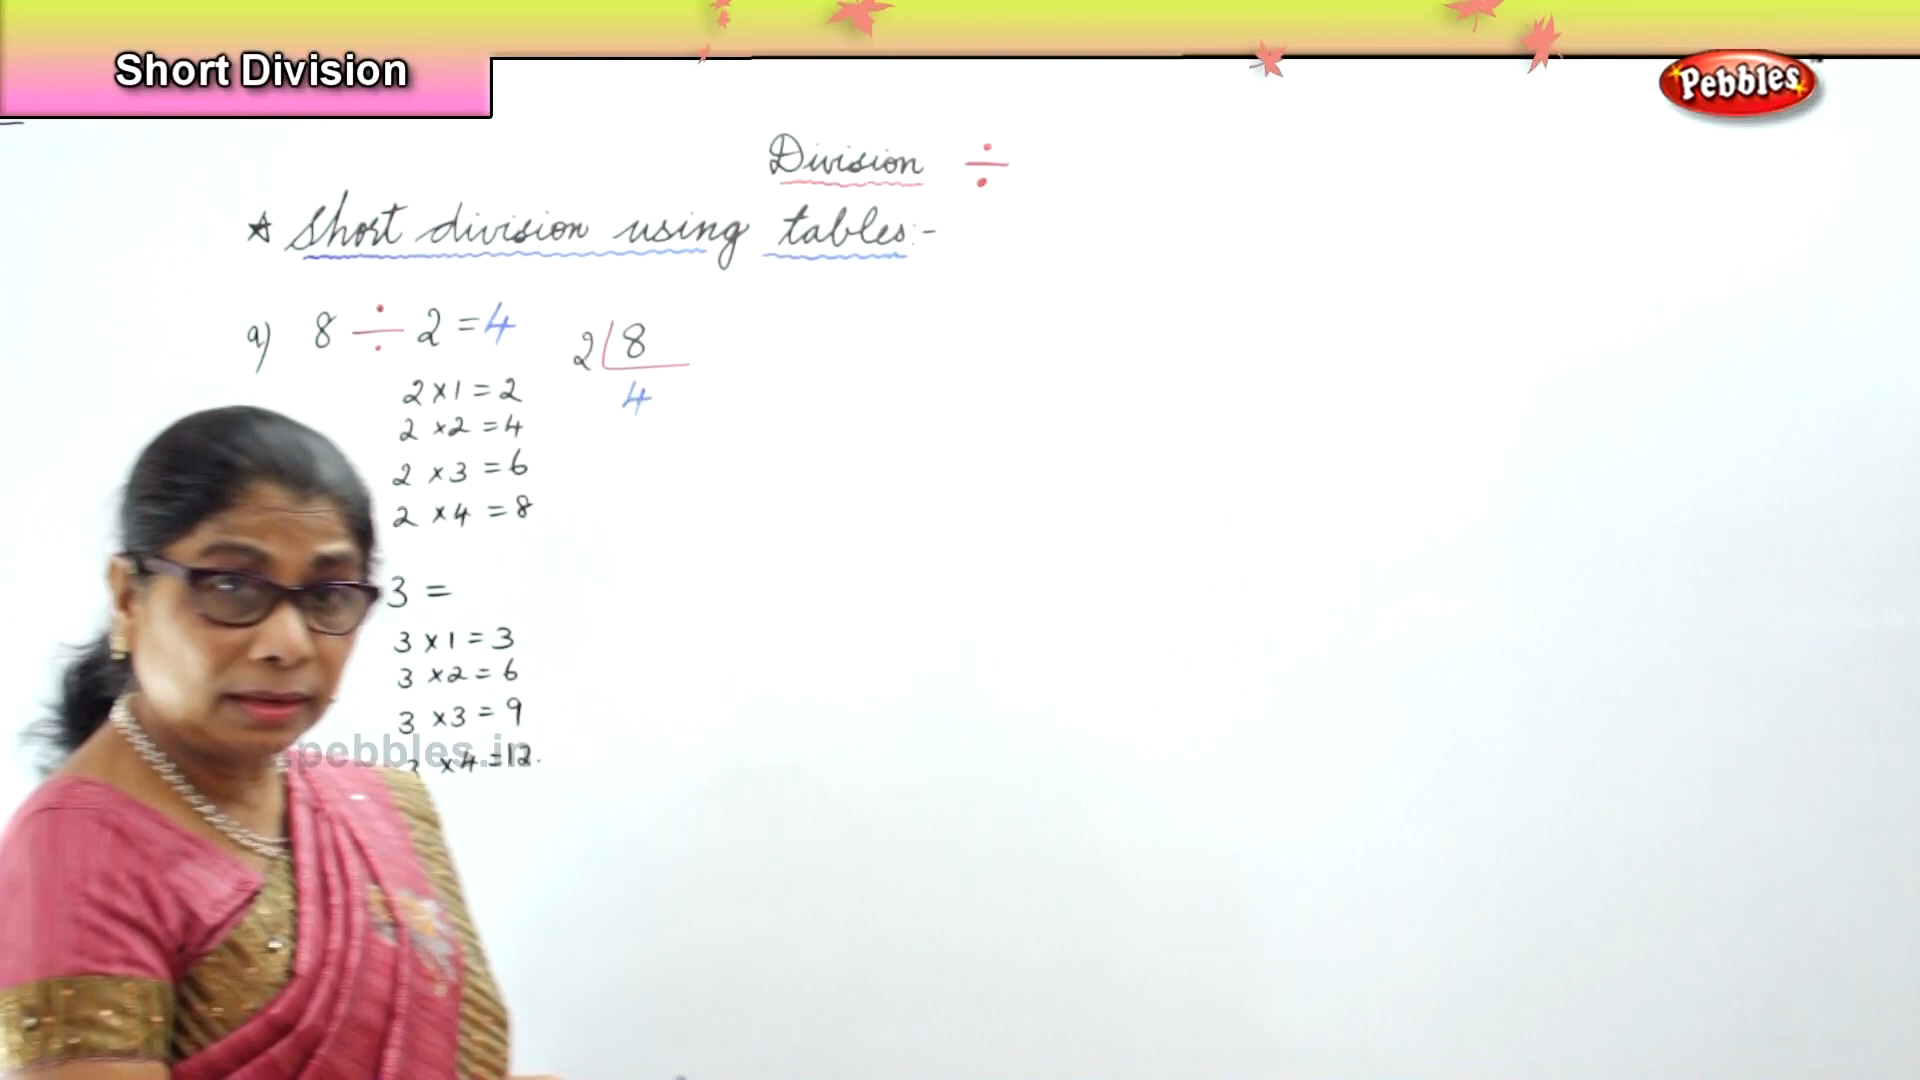 Short Division
Pebbles
Division ÷
☆ Short division using tables:-
a) 8 ÷ 2 = 4
2 8
4
2 × 1 = 2
2 × 2 = 4
2 × 3 = 6
2 × 4 = 8
3 =
3 × 1 = 3
3 × 2 = 6
3 × 3 = 9
× 4 = 12.
pebbles.in